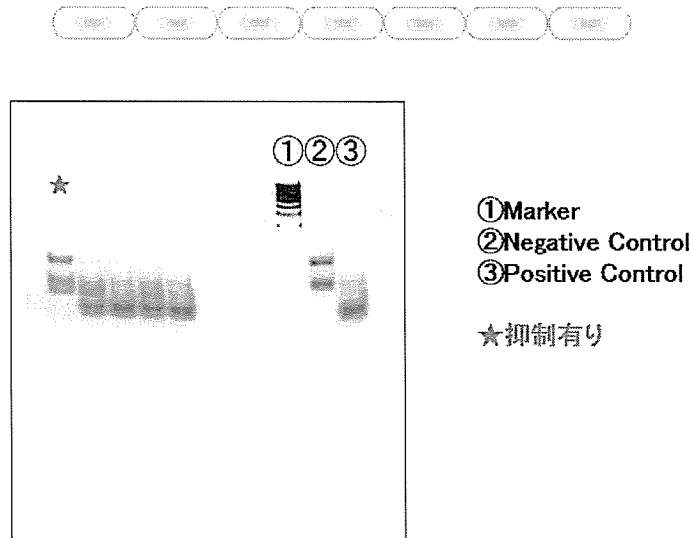 ①②③
★
①Marker
②Negative Control
③Positive Control
★抑制有り